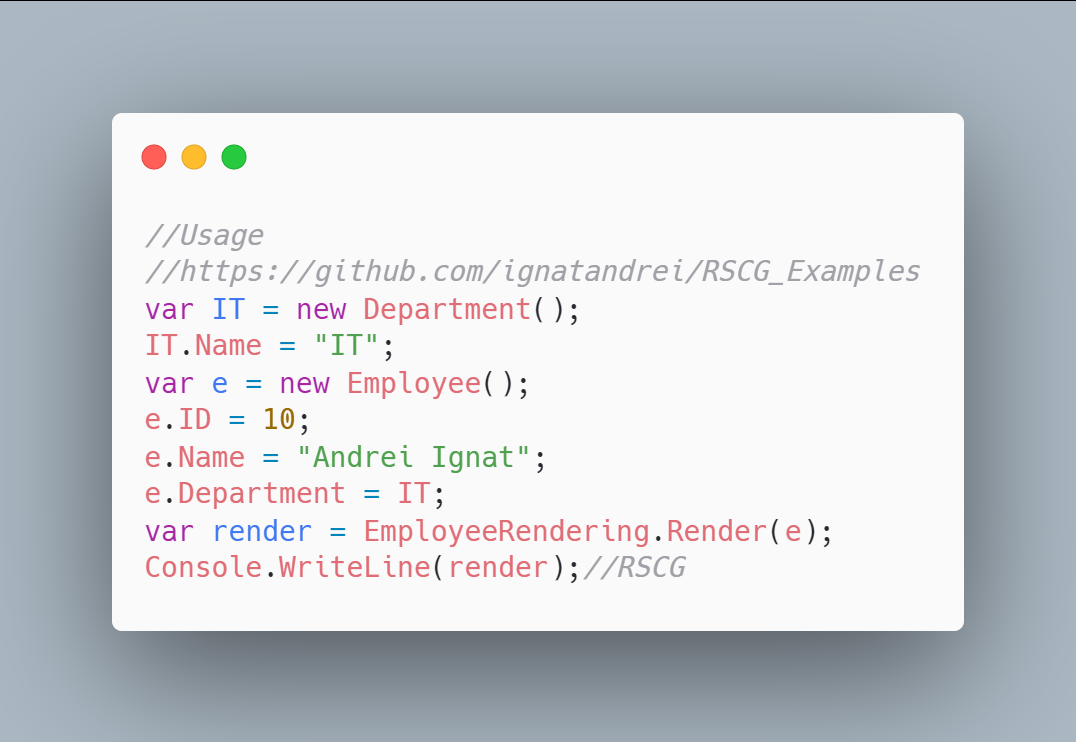 //Usage
//https://github.com/ignatandrei/RSCG_Examples
var IT = new Department();
IT.Name = "IT";
var e = new Employee();
e.ID = 10;
e.Name = "Andrei Ignat";
e.Department = IT;
var render = EmployeeRendering.Render(e);
Console.WriteLine(render);//RSCG